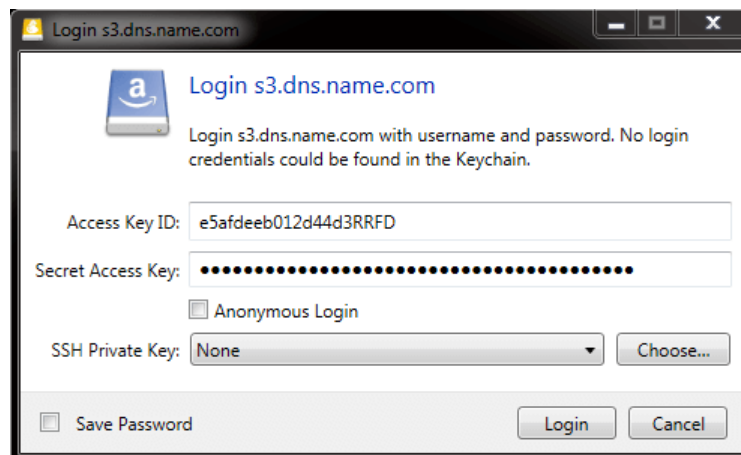 Login s3.dns.name.com
a
Login s3.dns.name.com
Login s3.dns.name.com with username and password. No login
credentials could be found in the Keychain.
Access Key ID: e5afdeeb012d44d3RRFD
Secret Access Key: ••••••••••••••••••••••••••••••••••••••••
Anonymous Login
SSH Private Key: None Choose...
Save Password Login Cancel